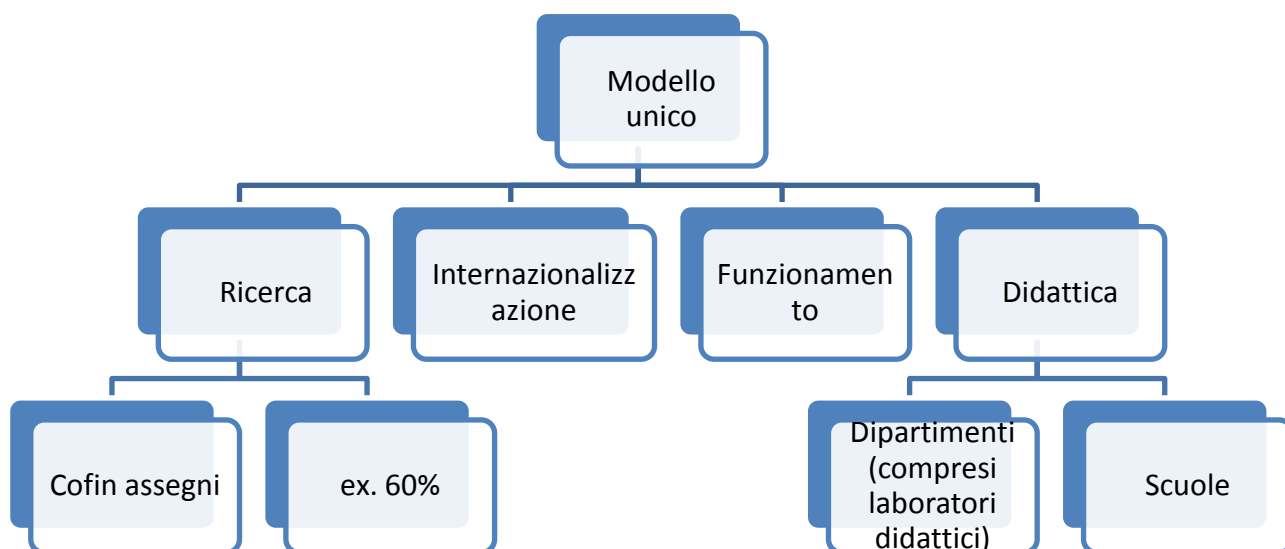 Modello
unico
Ricerca
Internazionalizz
azione
Funzionamen
to
Didattica
Cofin assegni
ex. 60%
Dipartimenti
(compresi
laboratori
didattici)
Scuole